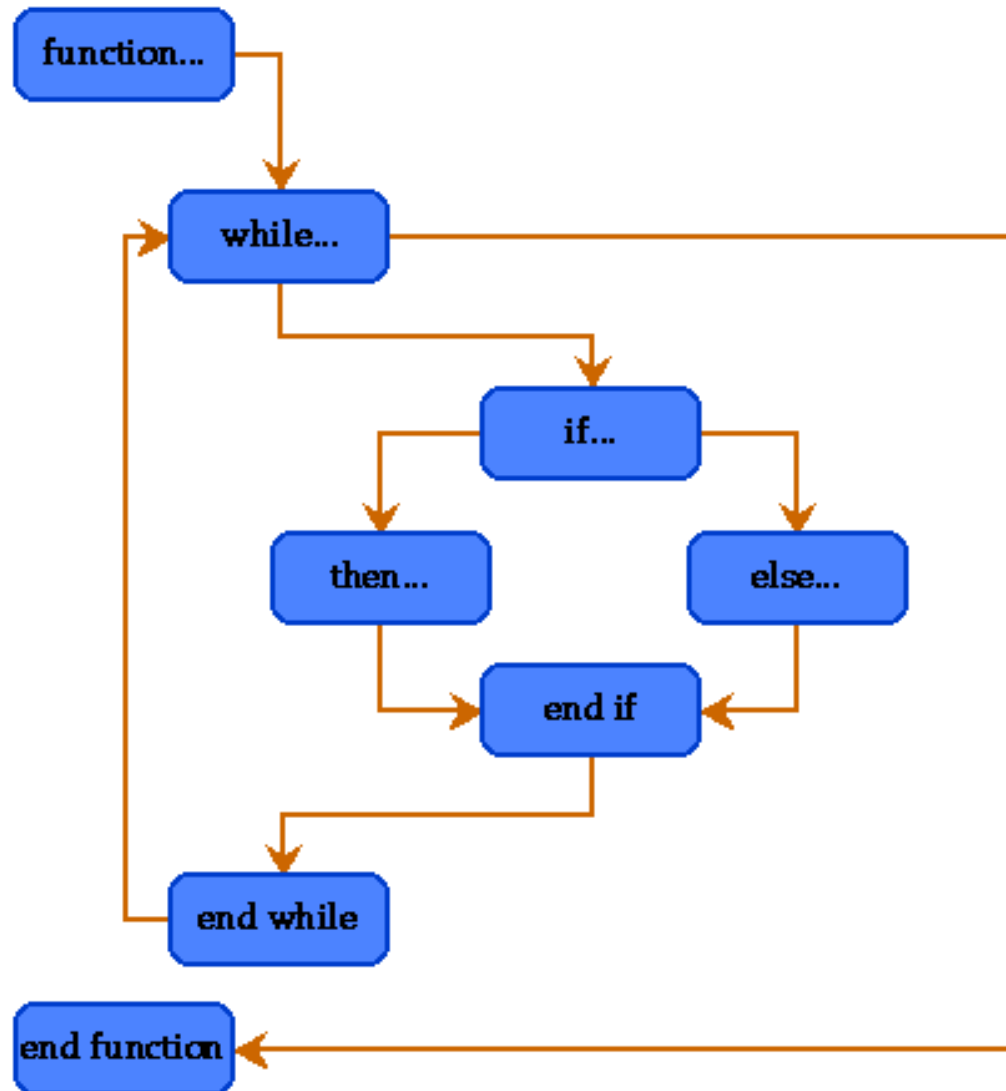 function...
while...
if...
then...
else...
end if
end while
end function